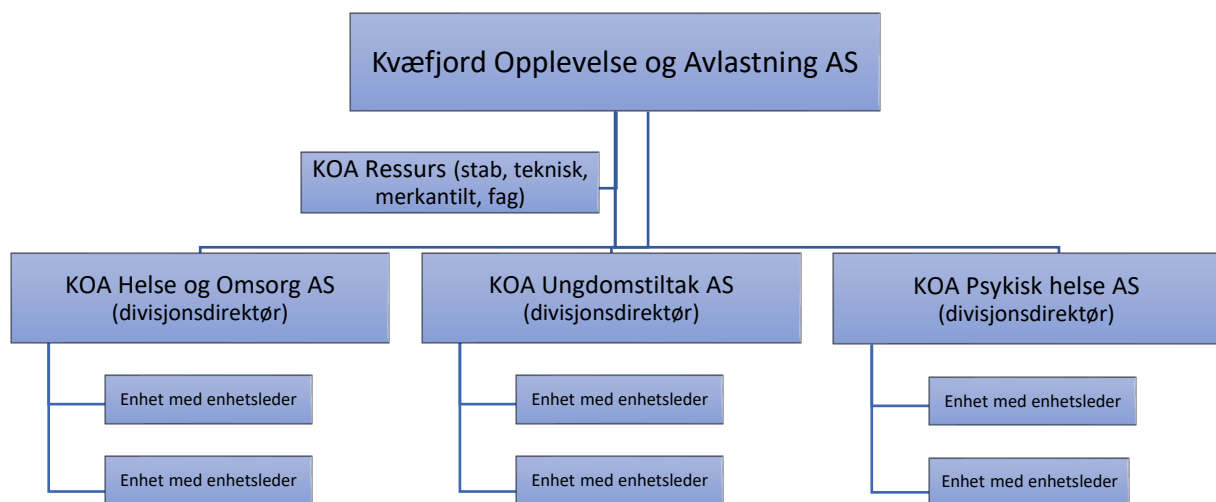 Kvæfjord Opplevelse og Avlastning AS
KOA Ressurs (stab, teknisk,
merkantilt, fag)
KOA Helse og Omsorg AS
(divisjonsdirektør)
KOA Ungdomstiltak AS
(divisjonsdirektør)
KOA Psykisk helse AS
(divisjonsdirektør)
Enhet med enhetsleder
Enhet med enhetsleder
Enhet med enhetsleder
Enhet med enhetsleder
Enhet med enhetsleder
Enhet med enhetsleder